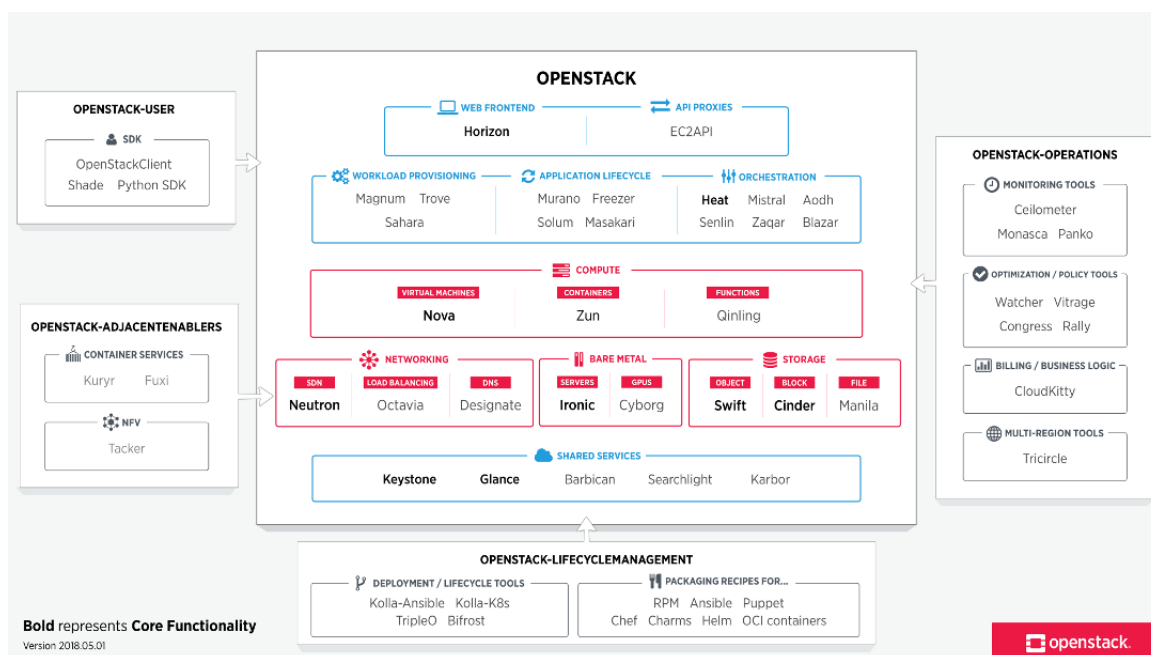 OPENSTACK
WEB FRONTEND
Horizon
API PROXIES
EC2API
WORKLOAD PROVISIONING
Magnum Trove
Sahara
APPLICATION LIFECYCLE
Murano Freezer
Solum Masakari
ORCHESTRATION
Heat Mistral Aodh
Senlin Zaqar Blazar
COMPUTE
VIRTUAL MACHINES
Nova
CONTAINERS
Zun
FUNCTIONS
Qinling
NETWORKING
SDN
Neutron
LOAD BALANCING
Octavia
DNS
Designate
BARE METAL
SERVERS
Ironic
GPUS
Cyborg
STORAGE
OBJECT
Swift
BLOCK
Cinder
FILE
Manila
SHARED SERVICES
Keystone Glance Barbican Searchlight Karbor
OPENSTACK-USER
SDK
OpenStackClient
Shade Python SDK
OPENSTACK-ADJACENTENABLERS
CONTAINER SERVICES
Kuryr Fuxi
NFV
Tacker
OPENSTACK-OPERATIONS
MONITORING TOOLS
Ceilometer
Monasca Panko
OPTIMIZATION / POLICY TOOLS
Watcher Vitrage
Congress Rally
BILLING / BUSINESS LOGIC
CloudKitty
MULTI-REGION TOOLS
Tricircle
OPENSTACK-LIFECYCLEMANAGEMENT
DEPLOYMENT / LIFECYCLE TOOLS
Kolla-Ansible Kolla-K8s
TripleO Bifrost
PACKAGING RECIPES FOR...
RPM Ansible Puppet
Chef Charms Helm OCI containers
Bold represents Core Functionality
Version 2018.05.01
openstack.